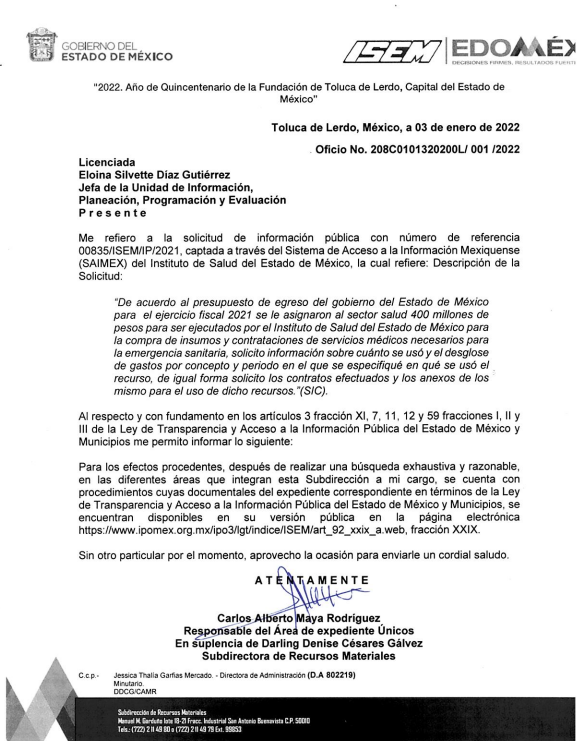 GOBIERNO DEL
ESTADO DE MÉXICO
ISEM
EDOMÉX
DECISIONES FIRMES, RESULTADOS FUERT
"2022. Año de Quincentenario de la Fundación de Toluca de Lerdo, Capital del Estado de
México"
Toluca de Lerdo, México, a 03 de enero de 2022
Oficio No. 208C0101320200L/ 001 /2022
Licenciada
Eloina Silvette Díaz Gutiérrez
Jefa de la Unidad de Información,
Planeación, Programación y Evaluación
P r e s e n t e
Me refiero a la solicitud de información pública con número de referencia
00835/ISEM/IP/2021, captada a través del Sistema de Acceso a la Información Mexiquense
(SAIMEX) del Instituto de Salud del Estado de México, la cual refiere: Descripción de la
Solicitud:
"De acuerdo al presupuesto de egreso del gobierno del Estado de México
para el ejercicio fiscal 2021 se le asignaron al sector salud 400 millones de
pesos para ser ejecutados por el Instituto de Salud del Estado de México para
la compra de insumos y contrataciones de servicios médicos necesarios para
la emergencia sanitaria, solicito información sobre cuánto se usó y el desglose
de gastos por concepto y periodo en el que se especifiqué en qué se usó el
recurso, de igual forma solicito los contratos efectuados y los anexos de los
mismo para el uso de dicho recursos."(SIC).
Al respecto y con fundamento en los artículos 3 fracción XI, 7, 11, 12 y 59 fracciones I, II y
III de la Ley de Transparencia y Acceso a la Información Pública del Estado de México y
Municipios me permito informar lo siguiente:
Para los efectos procedentes, después de realizar una búsqueda exhaustiva y razonable,
en las diferentes áreas que integran esta Subdirección a mi cargo, se cuenta con
procedimientos cuyas documentales del expediente correspondiente en términos de la Ley
de Transparencia y Acceso a la Información Pública del Estado de México y Municipios, se
encuentran disponibles en su versión pública en la página electrónica
https://www.ipomex.org.mx/ipo3/lgt/indice/ISEM/art_92_xxix_a.web, fracción XXIX.
Sin otro particular por el momento, aprovecho la ocasión para enviarle un cordial saludo.
A T E N T A M E N T E
Carlos Alberto Maya Rodríguez
Responsable del Área de expediente Únicos
En suplencia de Darling Denise Césares Gálvez
Subdirectora de Recursos Materiales
C.c.p.- Jessica Thalía Garfias Mercado. - Directora de Administración (D.A 802219)
Minutario.
DDCG/CAMR
Subdirección de Recursos Materiales
Manuel M. Garduño lote 18-21 Fracc. Industrial San Antonio Buenavista C.P. 50010
Tels.: (722) 2 11 49 80 o (722) 2 11 49 79 Ext. 99853